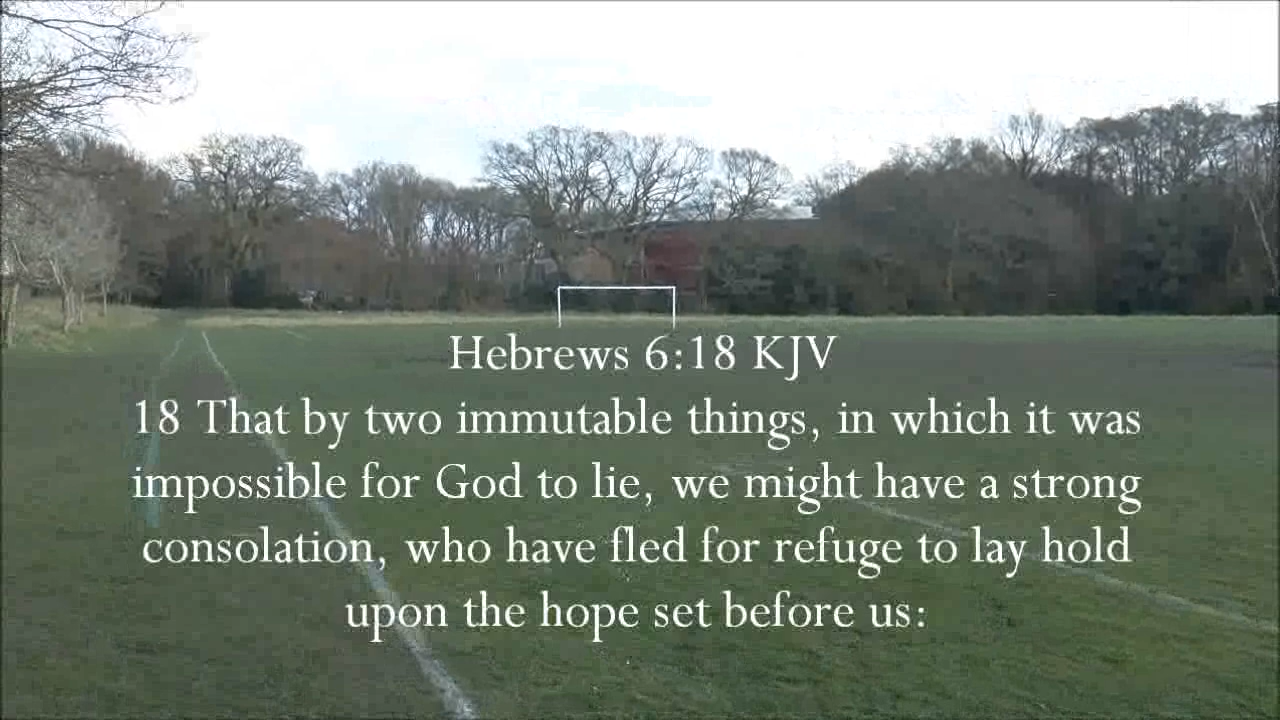 Hebrews 6:18 KJV
18 That by two immutable things, in which it was
impossible for God to lie, we might have a strong
consolation, who have fled for refuge to lay hold
upon the hope set before us: